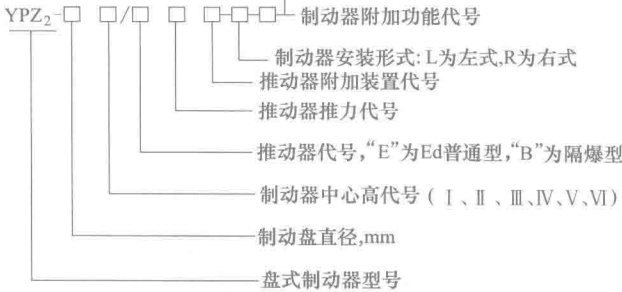 YPZ₂-□ □/□ □ □-□-□ 制动器附加功能代号
制动器安装形式:L为左式,R为右式
推动器附加装置代号
推动器推力代号
推动器代号,“E”为Ed普通型,“B”为隔爆型
制动器中心高代号(Ⅰ、Ⅱ、Ⅲ、Ⅳ、Ⅴ、Ⅵ)
制动盘直径,mm
盘式制动器型号